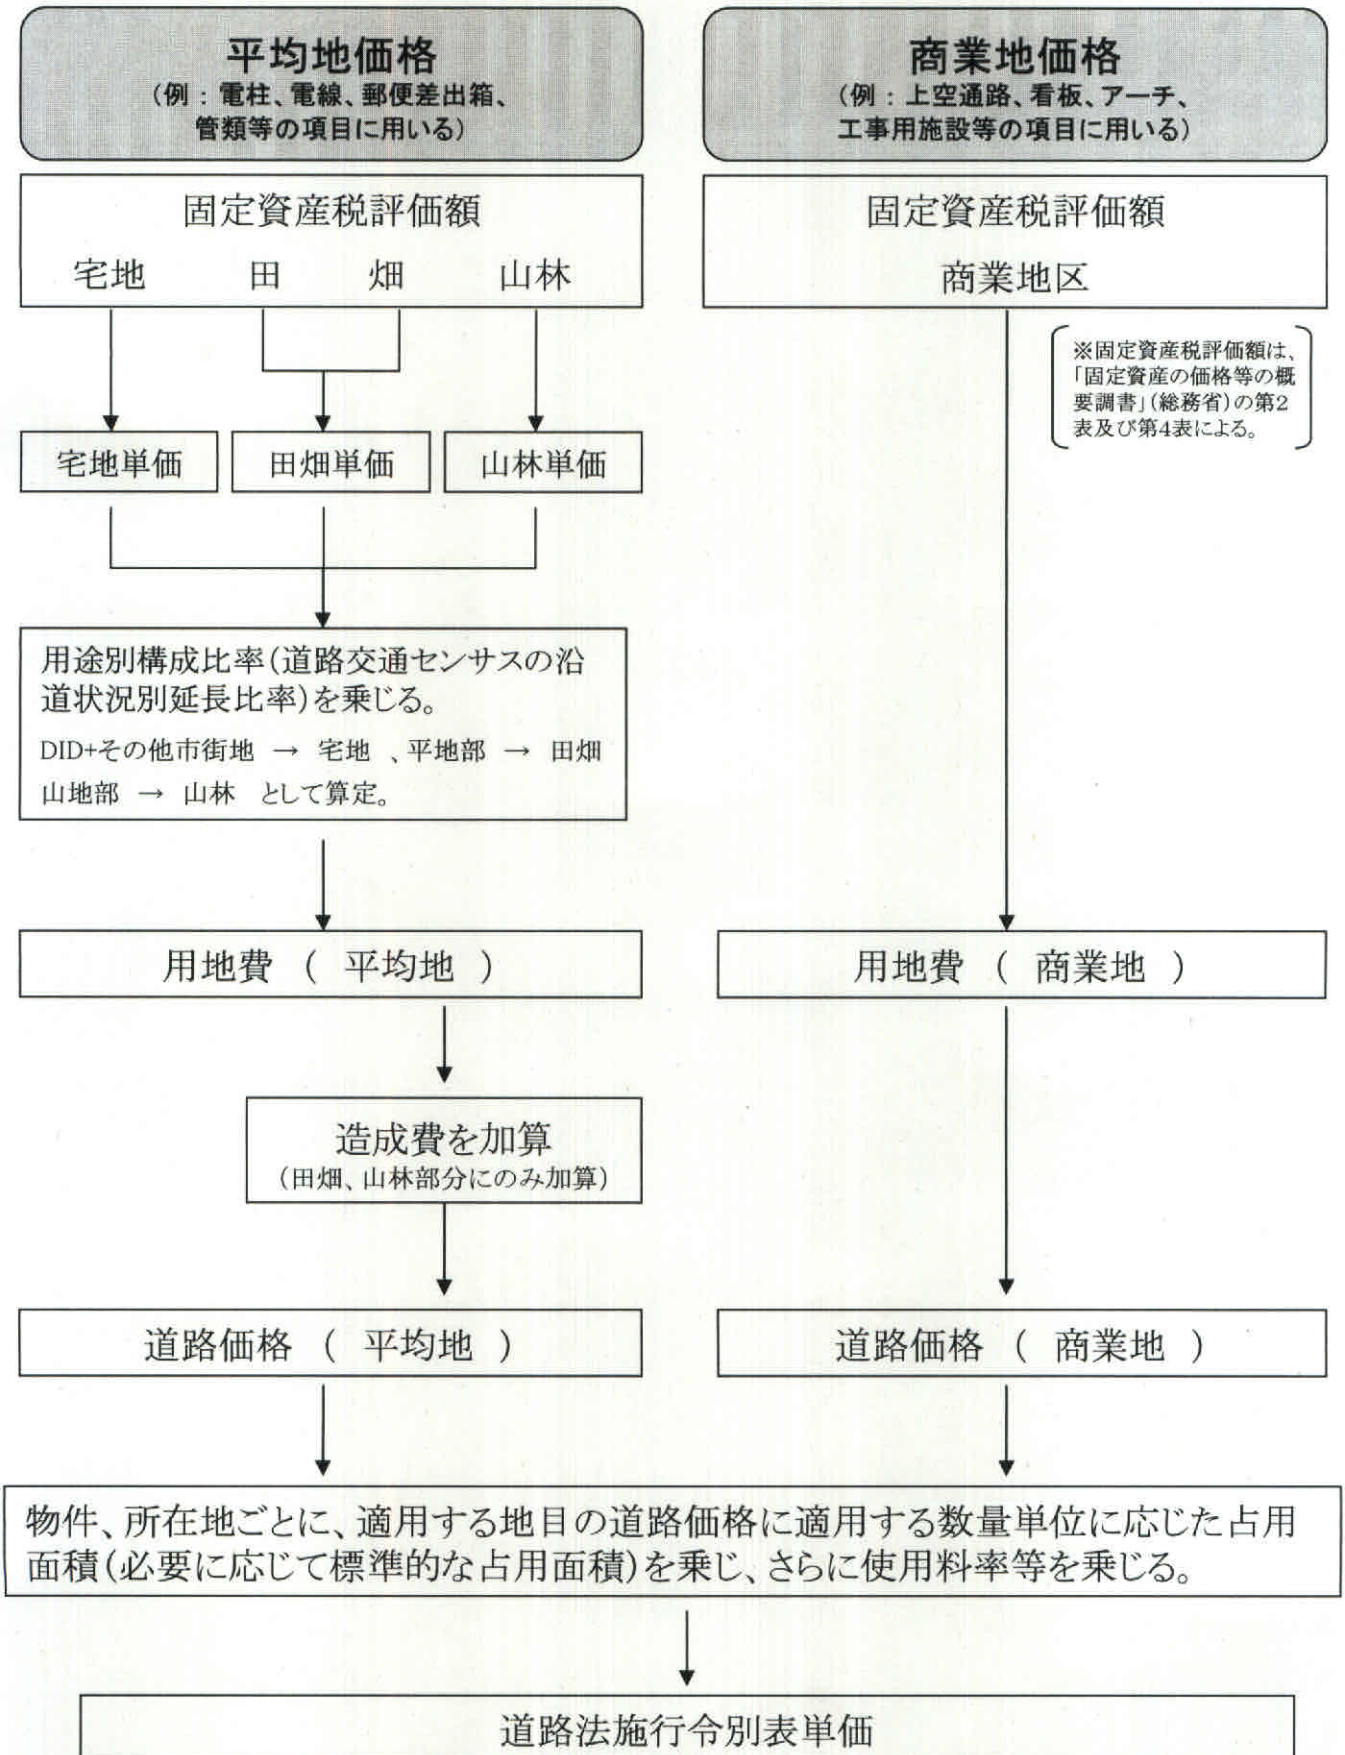 平均地価格
(例：電柱、電線、郵便差出箱、
管類等の項目に用いる)
商業地価格
(例：上空通路、看板、アーチ、
工事用施設等の項目に用いる)
固定資産税評価額
宅地 田 畑 山林
固定資産税評価額
商業地区
※固定資産税評価額は、
「固定資産の価格等の概
要調書」(総務省)の第2
表及び第4表による。
宅地単価 田畑単価 山林単価
用途別構成比率(道路交通センサスの沿
道状況別延長比率)を乗じる。
DID+その他市街地 → 宅地 、平地部 → 田畑
山地部 → 山林 として算定。
用地費 ( 平均地 )
用地費 ( 商業地 )
造成費を加算
(田畑、山林部分にのみ加算)
道路価格 ( 平均地 )
道路価格 ( 商業地 )
物件、所在地ごとに、適用する地目の道路価格に適用する数量単位に応じた占用
面積(必要に応じて標準的な占用面積)を乗じ、さらに使用料率等を乗じる。
道路法施行令別表単価